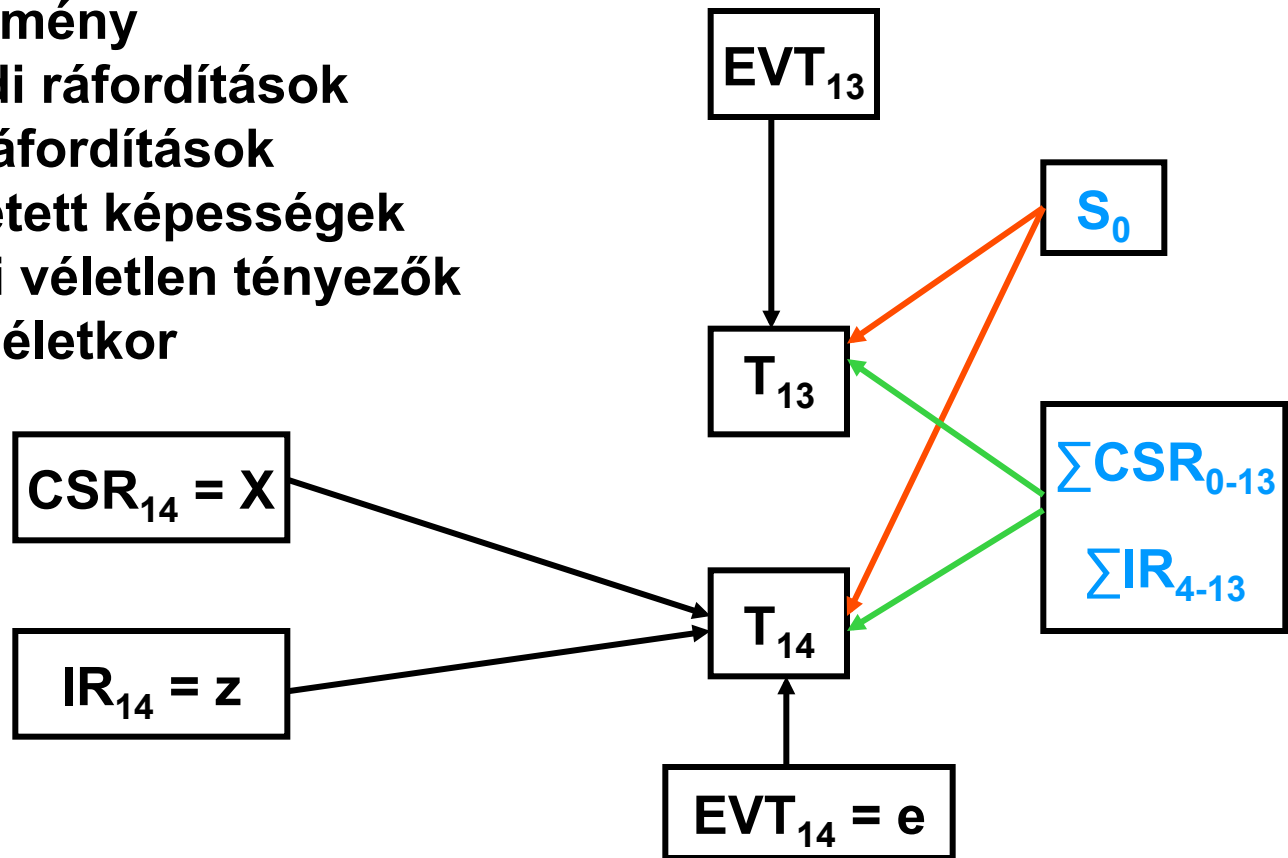 mény
di ráfordítások
áfordítások
etett képességek
i véletlen tényezők
életkor
EVT₁₃
S₀
T₁₃
CSR₁₄ = X
∑CSR₀₋₁₃
∑IR₄₋₁₃
T₁₄
IR₁₄ = z
EVT₁₄ = e